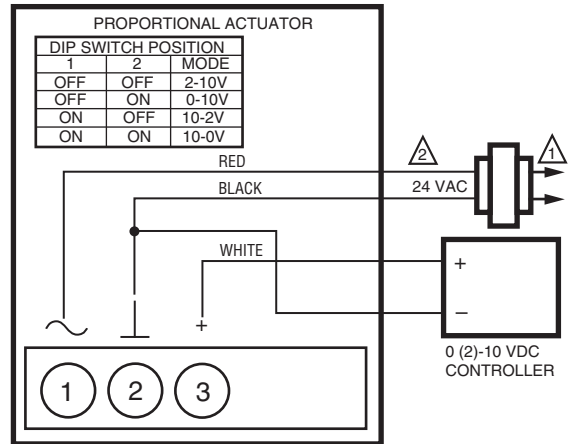 PROPORTIONAL ACTUATOR
DIP SWITCH POSITION
1 2 MODE
OFF OFF 2-10V
OFF ON 0-10V
ON OFF 10-2V
ON ON 10-0V
RED
2
1
BLACK
24 VAC
WHITE
+
+
–
0 (2)-10 VDC
CONTROLLER
1 2 3